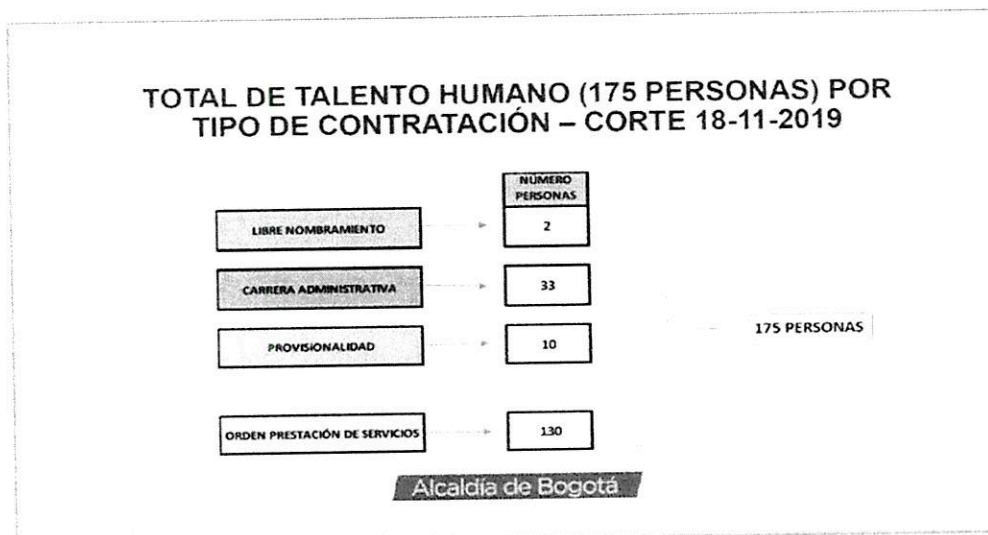 TOTAL DE TALENTO HUMANO (175 PERSONAS) POR
TIPO DE CONTRATACIÓN – CORTE 18-11-2019
NÚMERO
PERSONAS
LIBRE NOMBRAMIENTO
2
CARRERA ADMINISTRATIVA
33
PROVISIONALIDAD
10
175 PERSONAS
ORDEN PRESTACIÓN DE SERVICIOS
130
Alcaldía de Bogotá